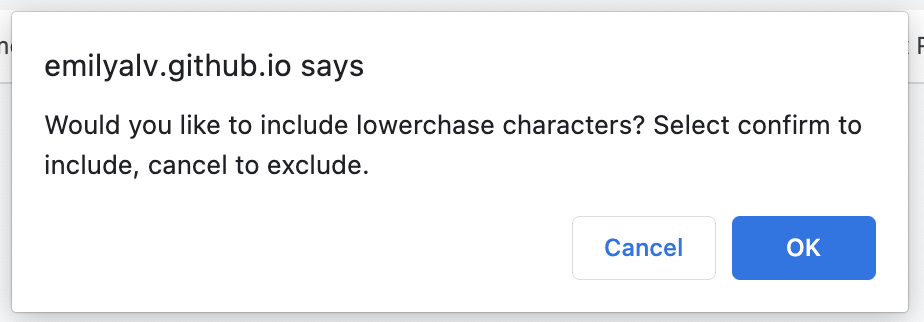 emilyalv.github.io says
Would you like to include lowerchase characters? Select confirm to
include, cancel to exclude.
Cancel
OK